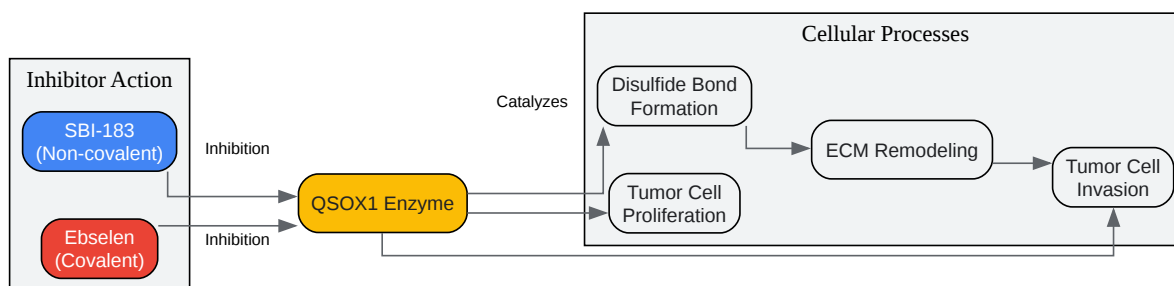 Cellular Processes
Inhibitor Action
SBI-183
(Non-covalent)
Inhibition
Ebselen
(Covalent)
Inhibition
QSOX1 Enzyme
Catalyzes
Disulfide Bond
Formation
Tumor Cell
Proliferation
ECM Remodeling
Tumor Cell
Invasion